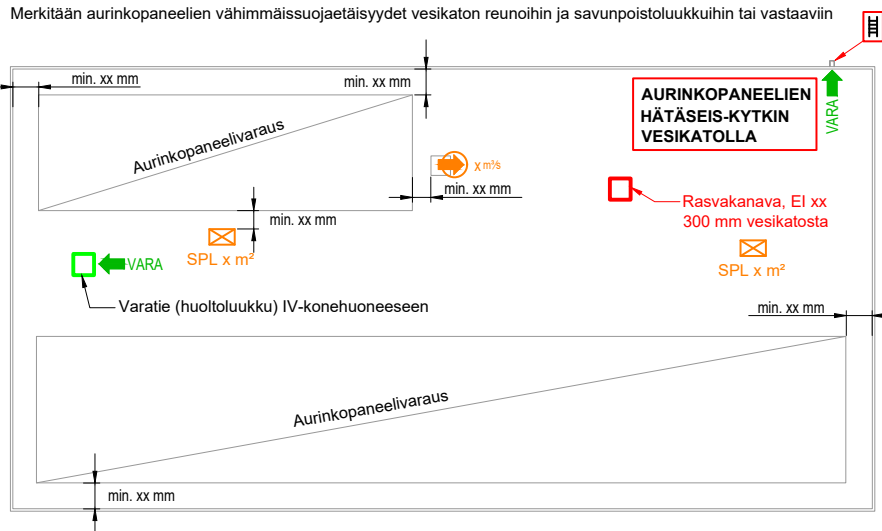 Merkitään aurinkopaneelien vähimmäissuojaetäisyydet vesikaton reunoihin ja savunpoistoluukkuihin tai vastaaviin
min. xx mm
min. xx mm
AURINKOPANEELIEN
HÄTÄSEIS-KYTKIN
VESIKATOLLA
VARA
Aurinkopaneelivaraus
x m³/s
min. xx mm
Rasvakanava, EI xx
300 mm vesikatosta
min. xx mm
SPL x m²
VARA
SPL x m²
Varatie (huoltoluukku) IV-konehuoneeseen
min. xx mm
Aurinkopaneelivaraus
min. xx mm